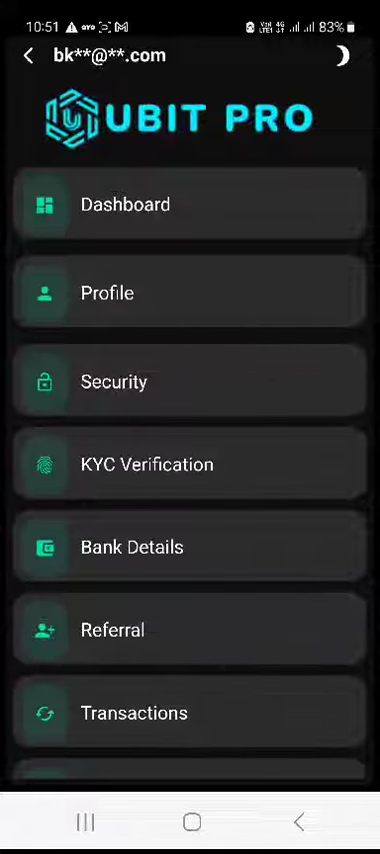 10:51 83%
bk**@**.com
UBIT PRO
Dashboard
Profile
Security
KYC Verification
Bank Details
Referral
Transactions